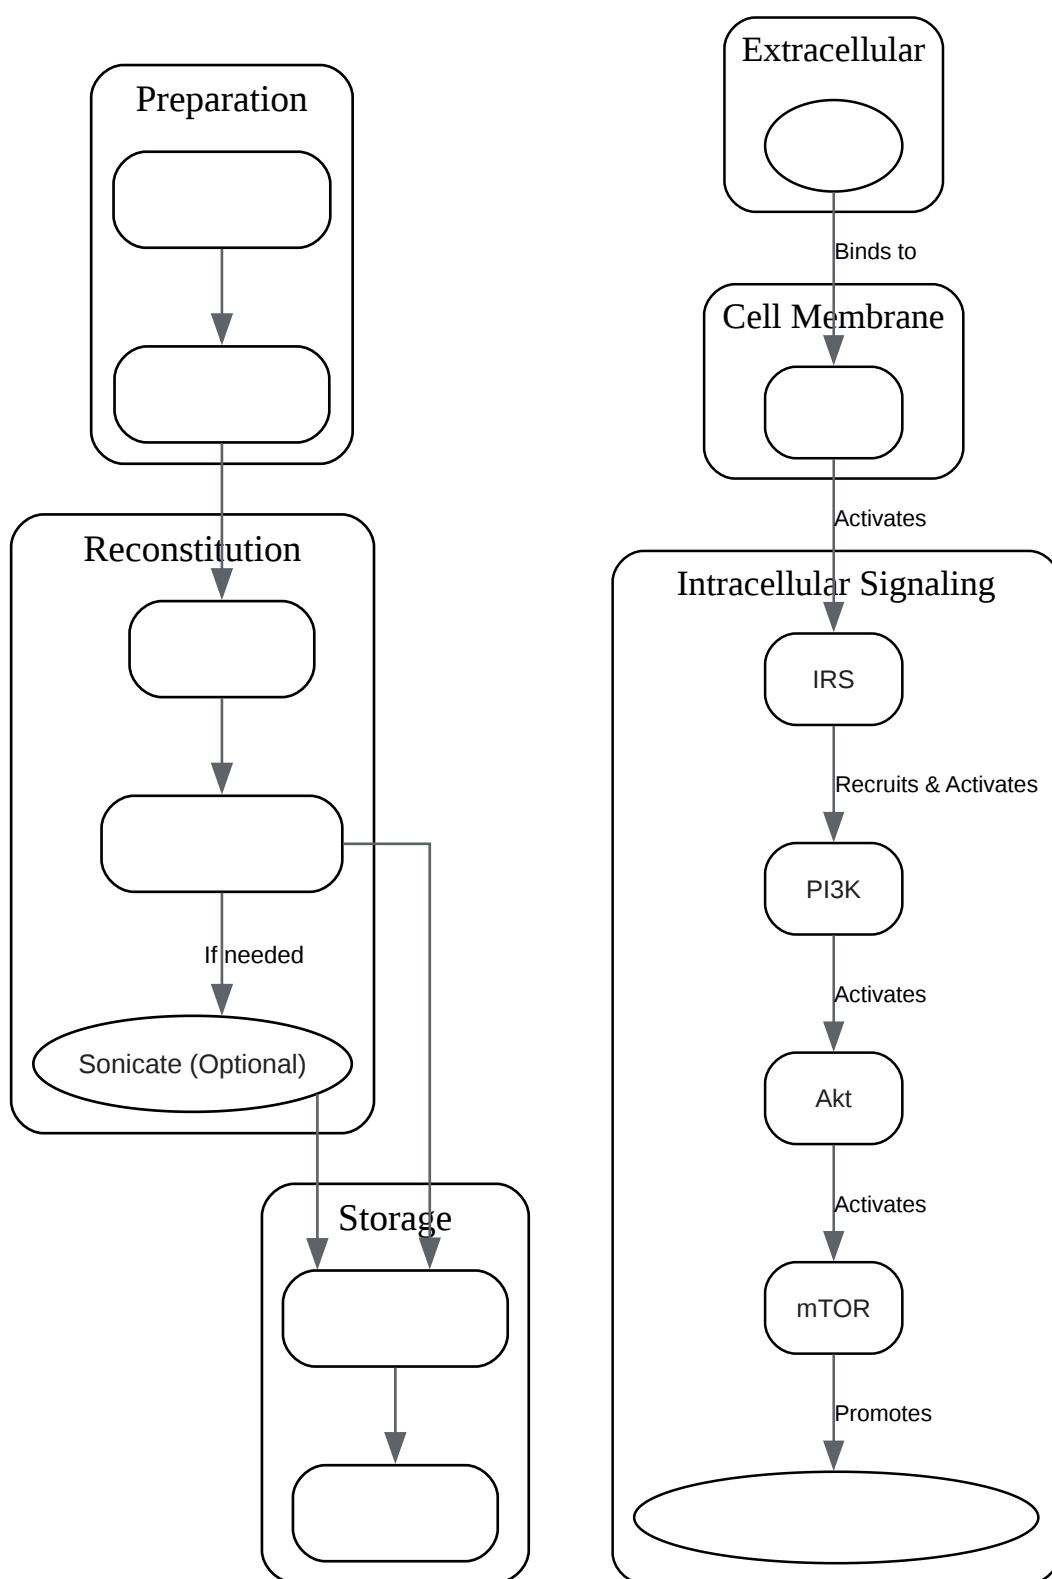 Preparation
Reconstitution
If needed
Sonicate (Optional)
Storage
Extracellular
Binds to
Cell Membrane
Activates
Intracellular Signaling
IRS
Recruits & Activates
PI3K
Activates
Akt
Activates
mTOR
Promotes